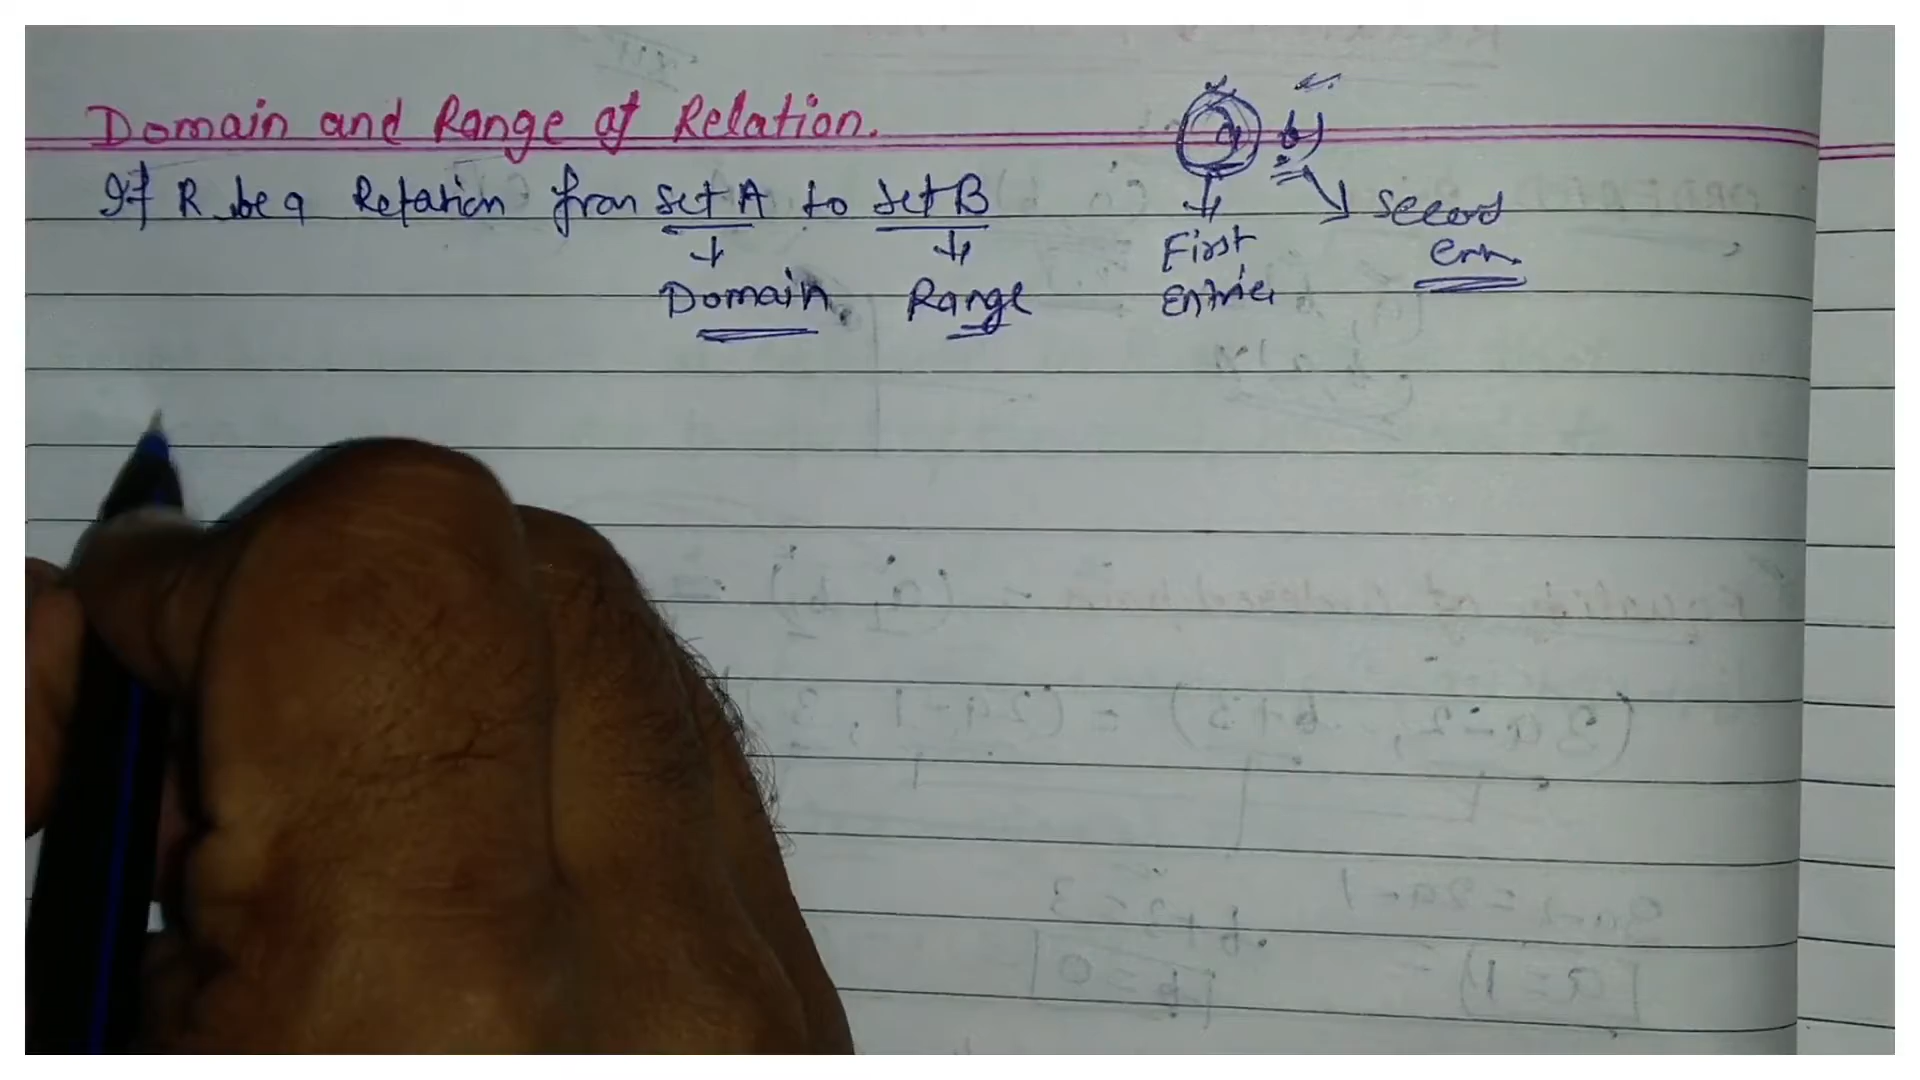 Domain and Range of Relation.
If R be a Relation from set A to set B
Domain Range
(a, b)
First Entries
Second